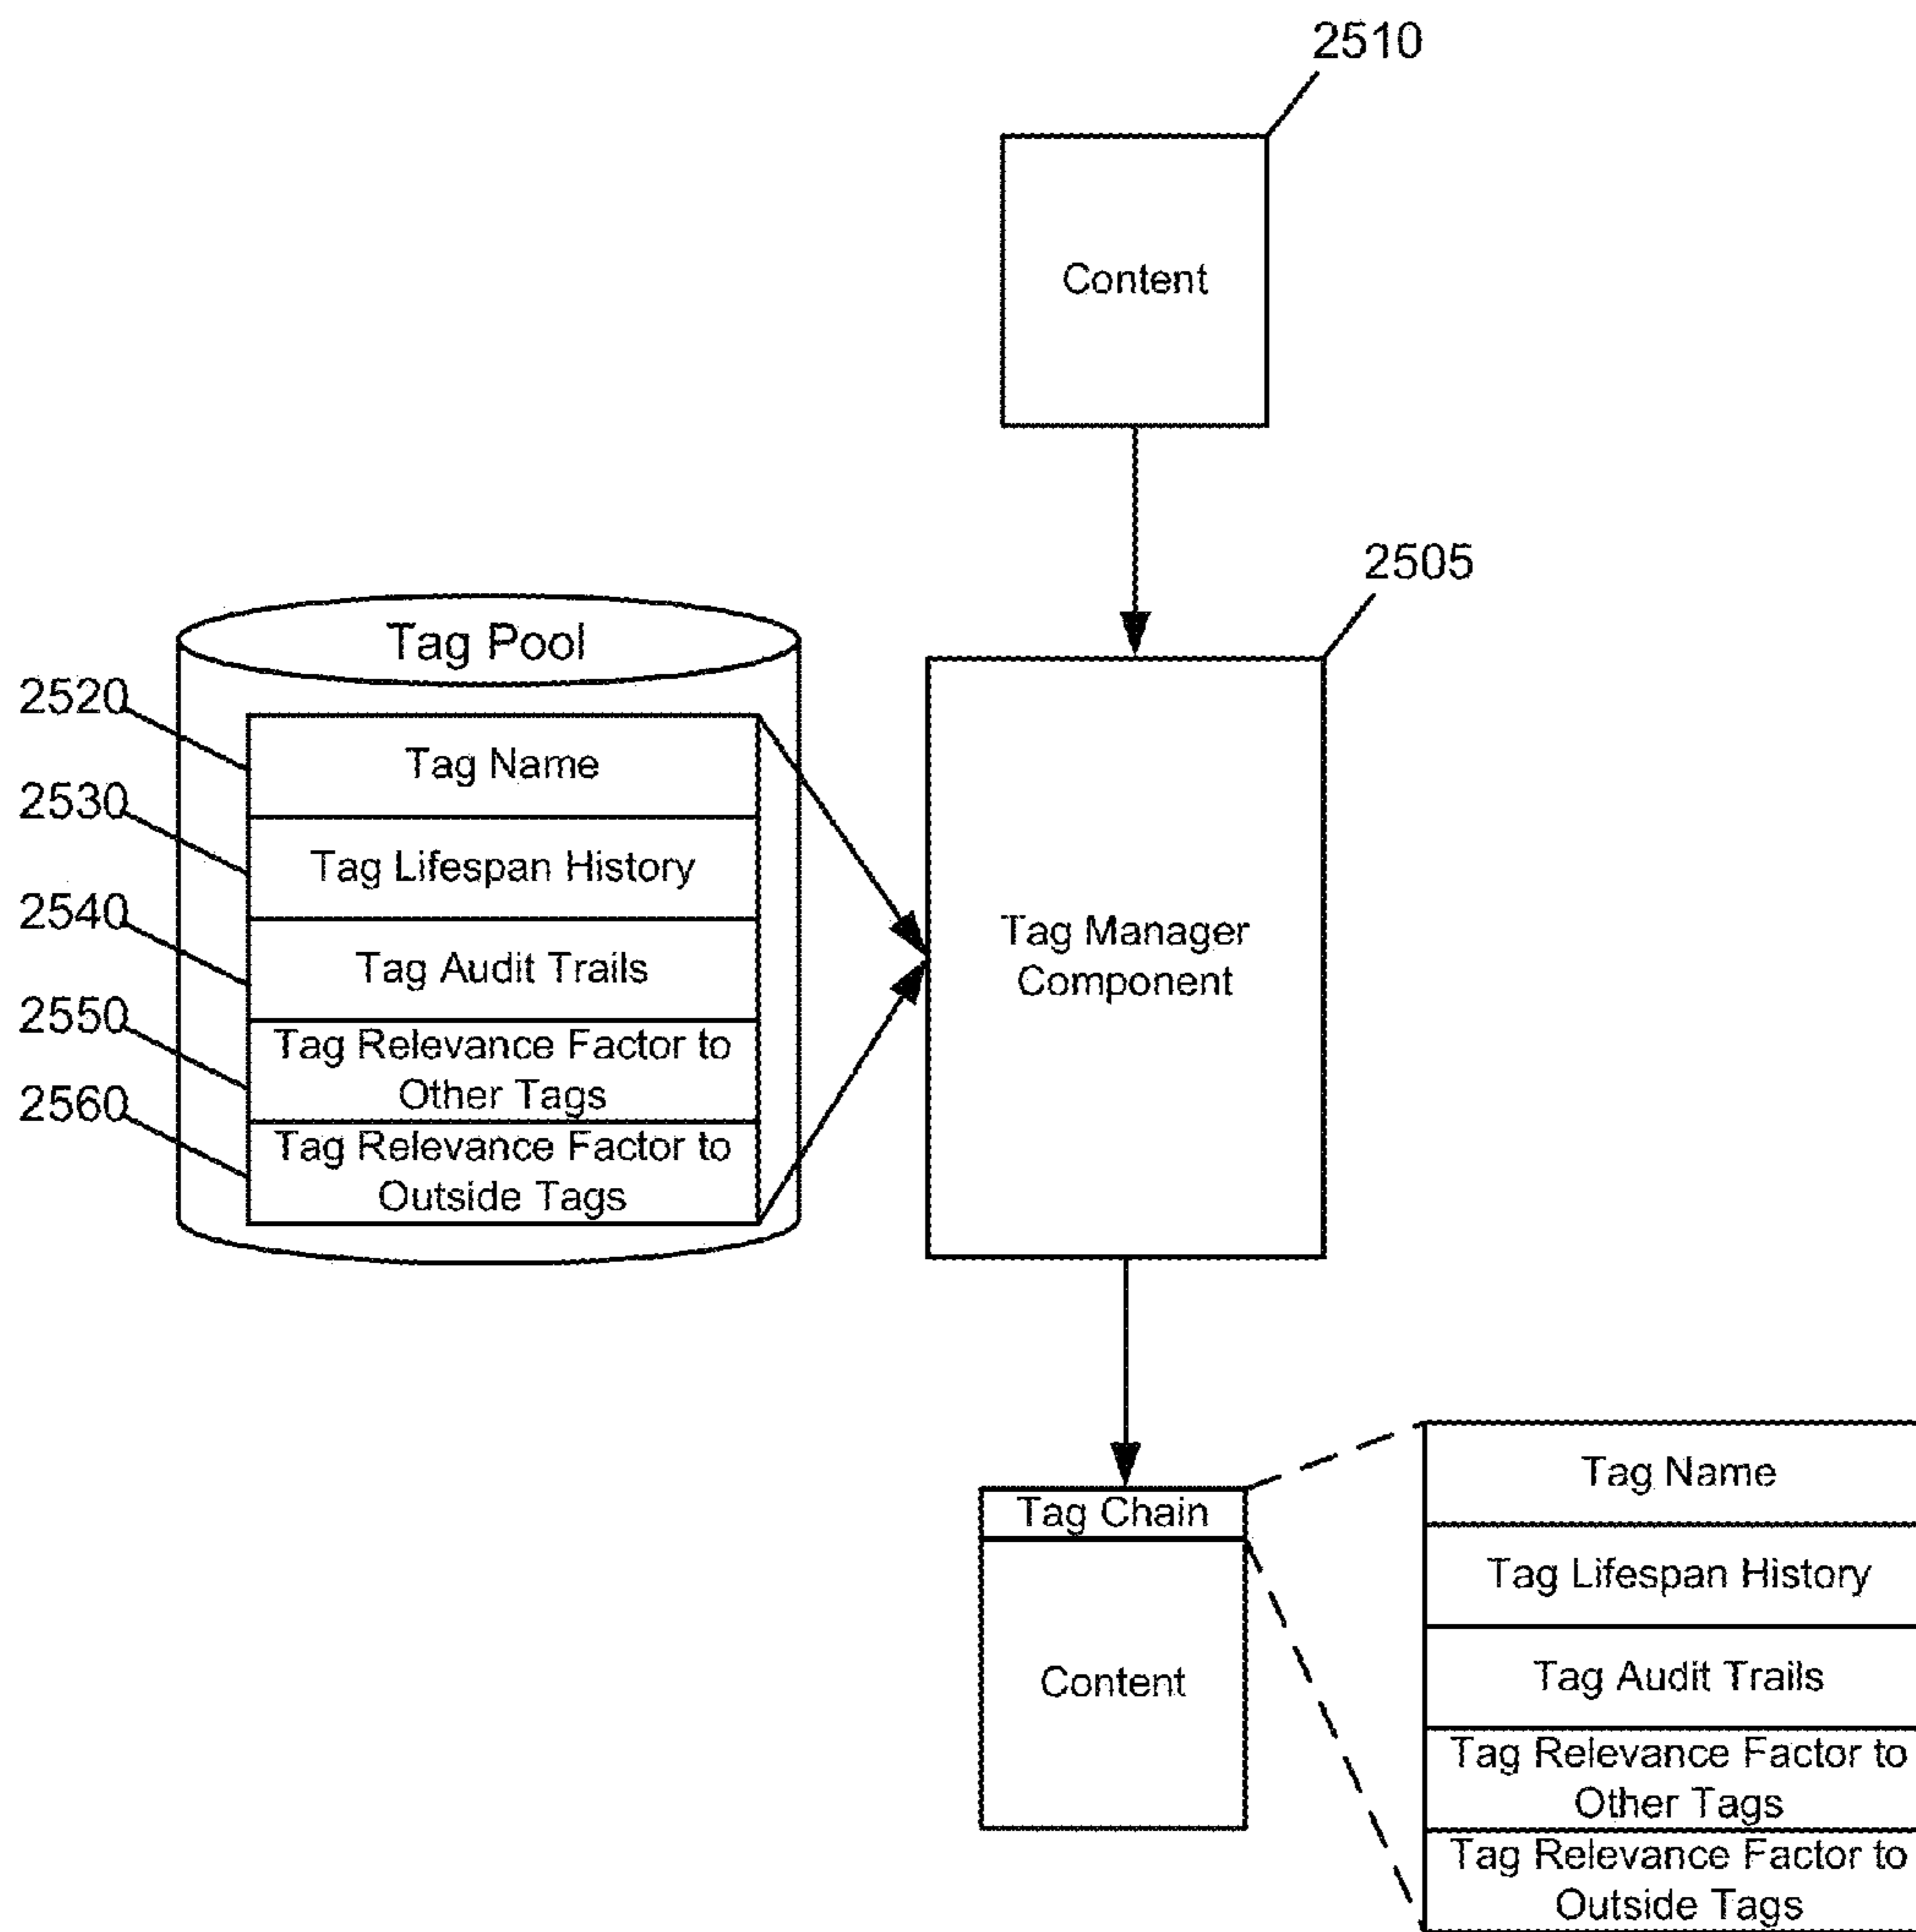 2510
Content
2505
Tag Pool
2520
Tag Name
2530
Tag Lifespan History
2540
Tag Audit Trails
2550
Tag Relevance Factor to
Other Tags
2560
Tag Relevance Factor to
Outside Tags
Tag Manager
Component
Tag Chain
Content
Tag Name
Tag Lifespan History
Tag Audit Trails
Tag Relevance Factor to
Other Tags
Tag Relevance Factor to
Outside Tags